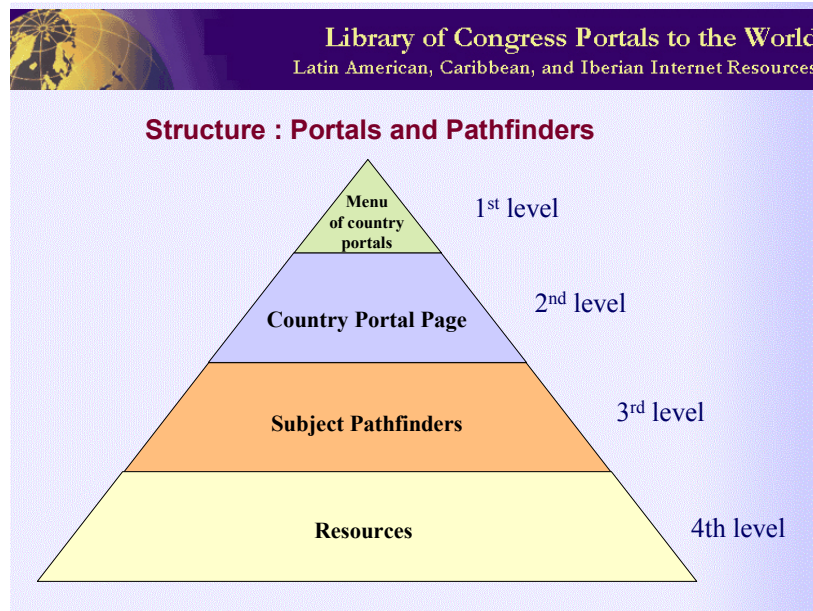 Library of Congress Portals to the World
Latin American, Caribbean, and Iberian Internet Resources
Structure : Portals and Pathfinders
Menu
of country
portals
1st level
Country Portal Page
2nd level
Subject Pathfinders
3rd level
Resources
4th level